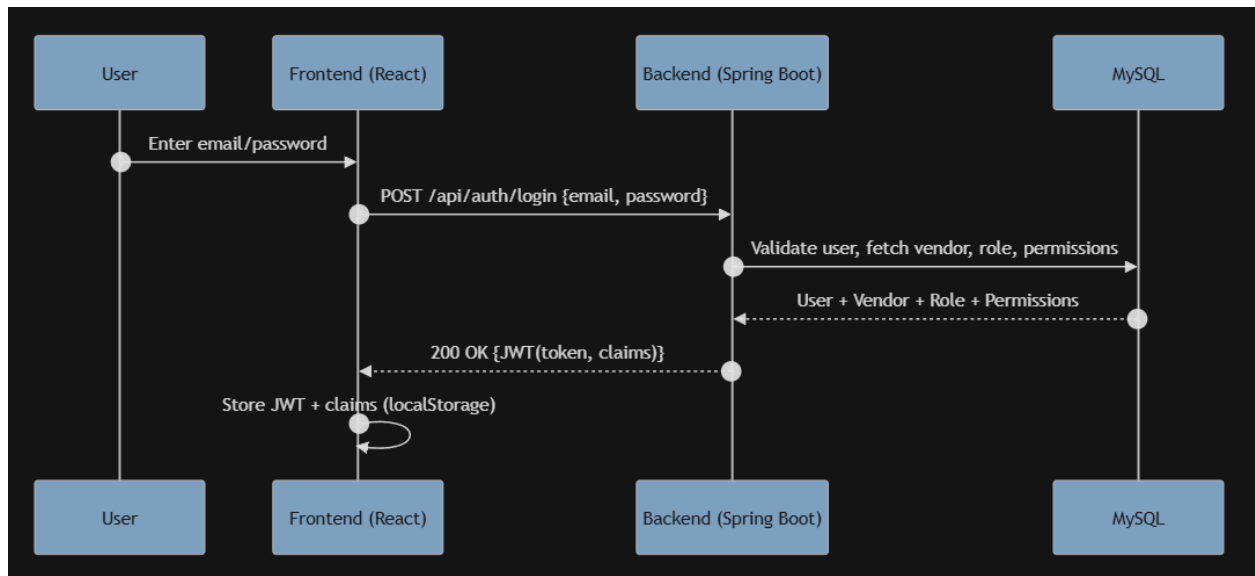 User
Frontend (React)
Backend (Spring Boot)
MySQL
Enter email/password
POST /api/auth/login {email, password}
Validate user, fetch vendor, role, permissions
User + Vendor + Role + Permissions
200 OK {JWT(token, claims)}
Store JWT + claims (localStorage)
User
Frontend (React)
Backend (Spring Boot)
MySQL